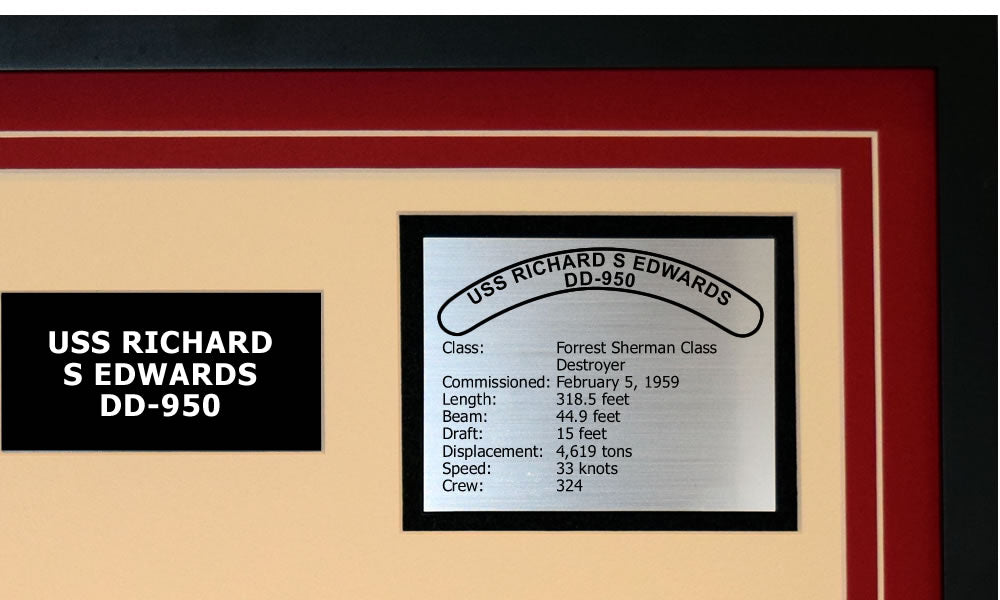 USS RICHARD
S EDWARDS
DD-950
USS RICHARD S EDWARDS
DD-950
Class: Forrest Sherman Class
Destroyer
Commissioned: February 5, 1959
Length: 318.5 feet
Beam: 44.9 feet
Draft: 15 feet
Displacement: 4,619 tons
Speed: 33 knots
Crew: 324